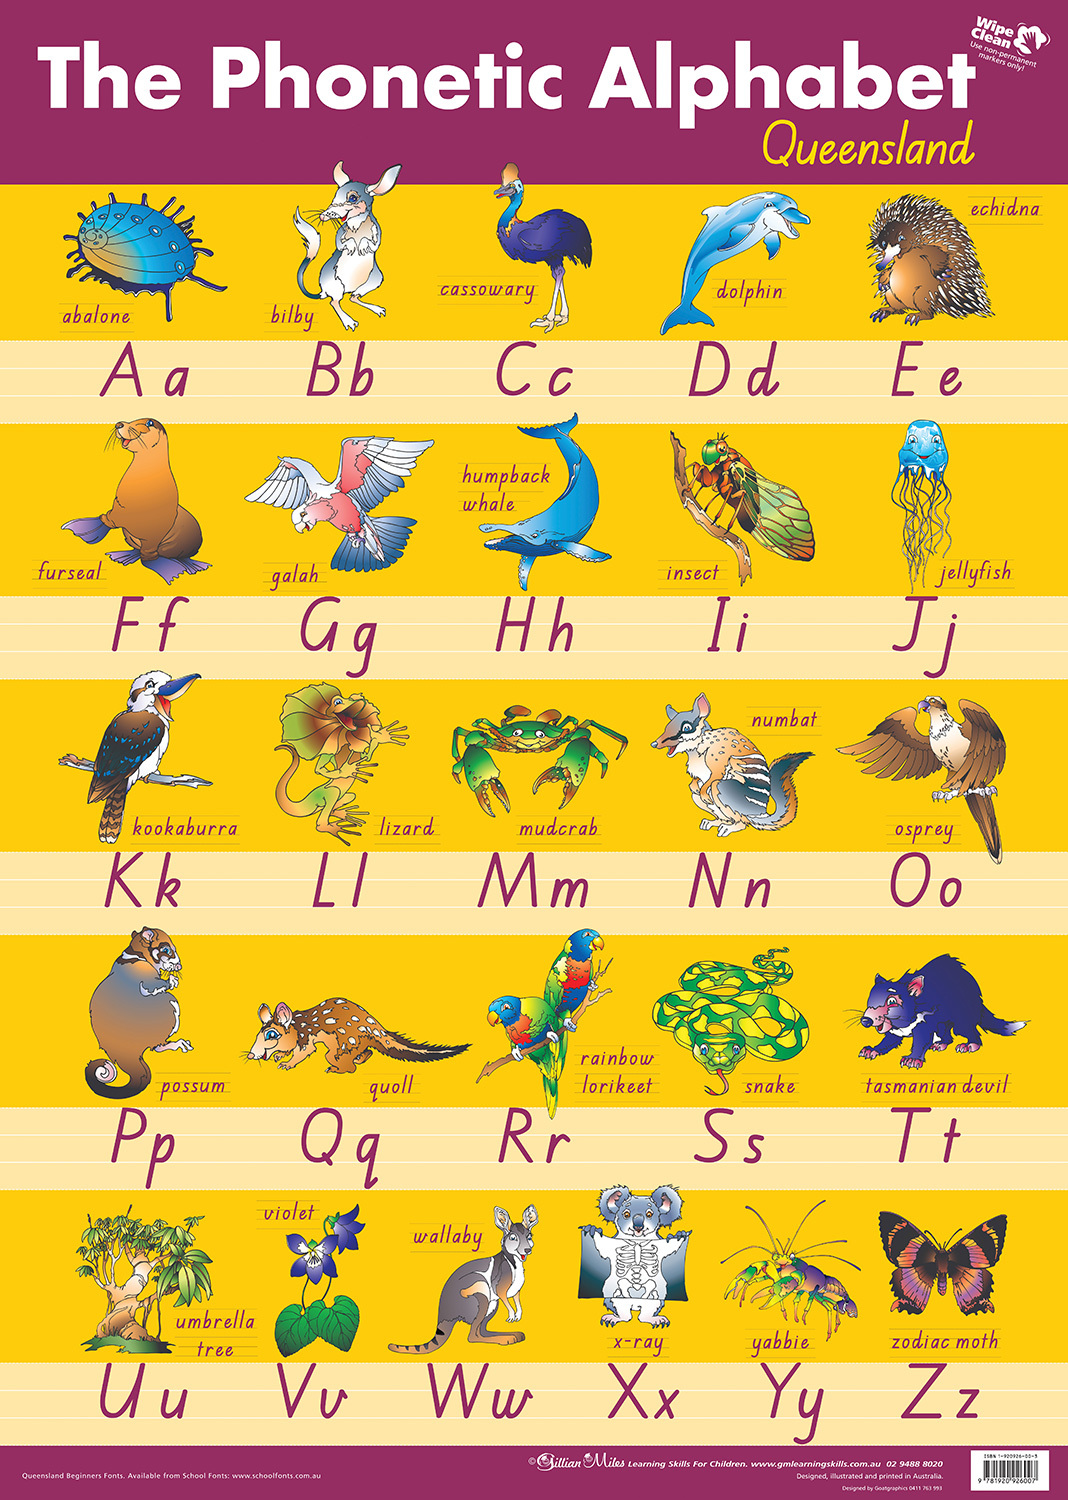 Wipe
Clean
Use non-permanent
markers only!
The Phonetic Alphabet
Queensland
abalone
bilby
cassowary
dolphin
echidna
Aa
Bb
Cc
Dd
Ee
furseal
galah
humpback
whale
insect
jellyfish
Ff
Gg
Hh
Ii
Jj
kookaburra
lizard
mudcrab
numbat
osprey
Kk
Ll
Mm
Nn
Oo
possum
quoll
rainbow
lorikeet
snake
tasmanian devil
Pp
Qq
Rr
Ss
Tt
umbrella
tree
violet
wallaby
x-ray
yabbie
zodiac moth
Uu
Vv
Ww
Xx
Yy
Zz
Queensland Beginners Fonts. Available from School Fonts: www.schoolfonts.com.au
© Gillian Miles Learning Skills For Children. www.gmlearningskills.com.au 02 9488 8020
Designed, illustrated and printed in Australia.
Designed by Goatgraphics 0411 763 993
ISBN 1-920926-00-5
9 781920 926007